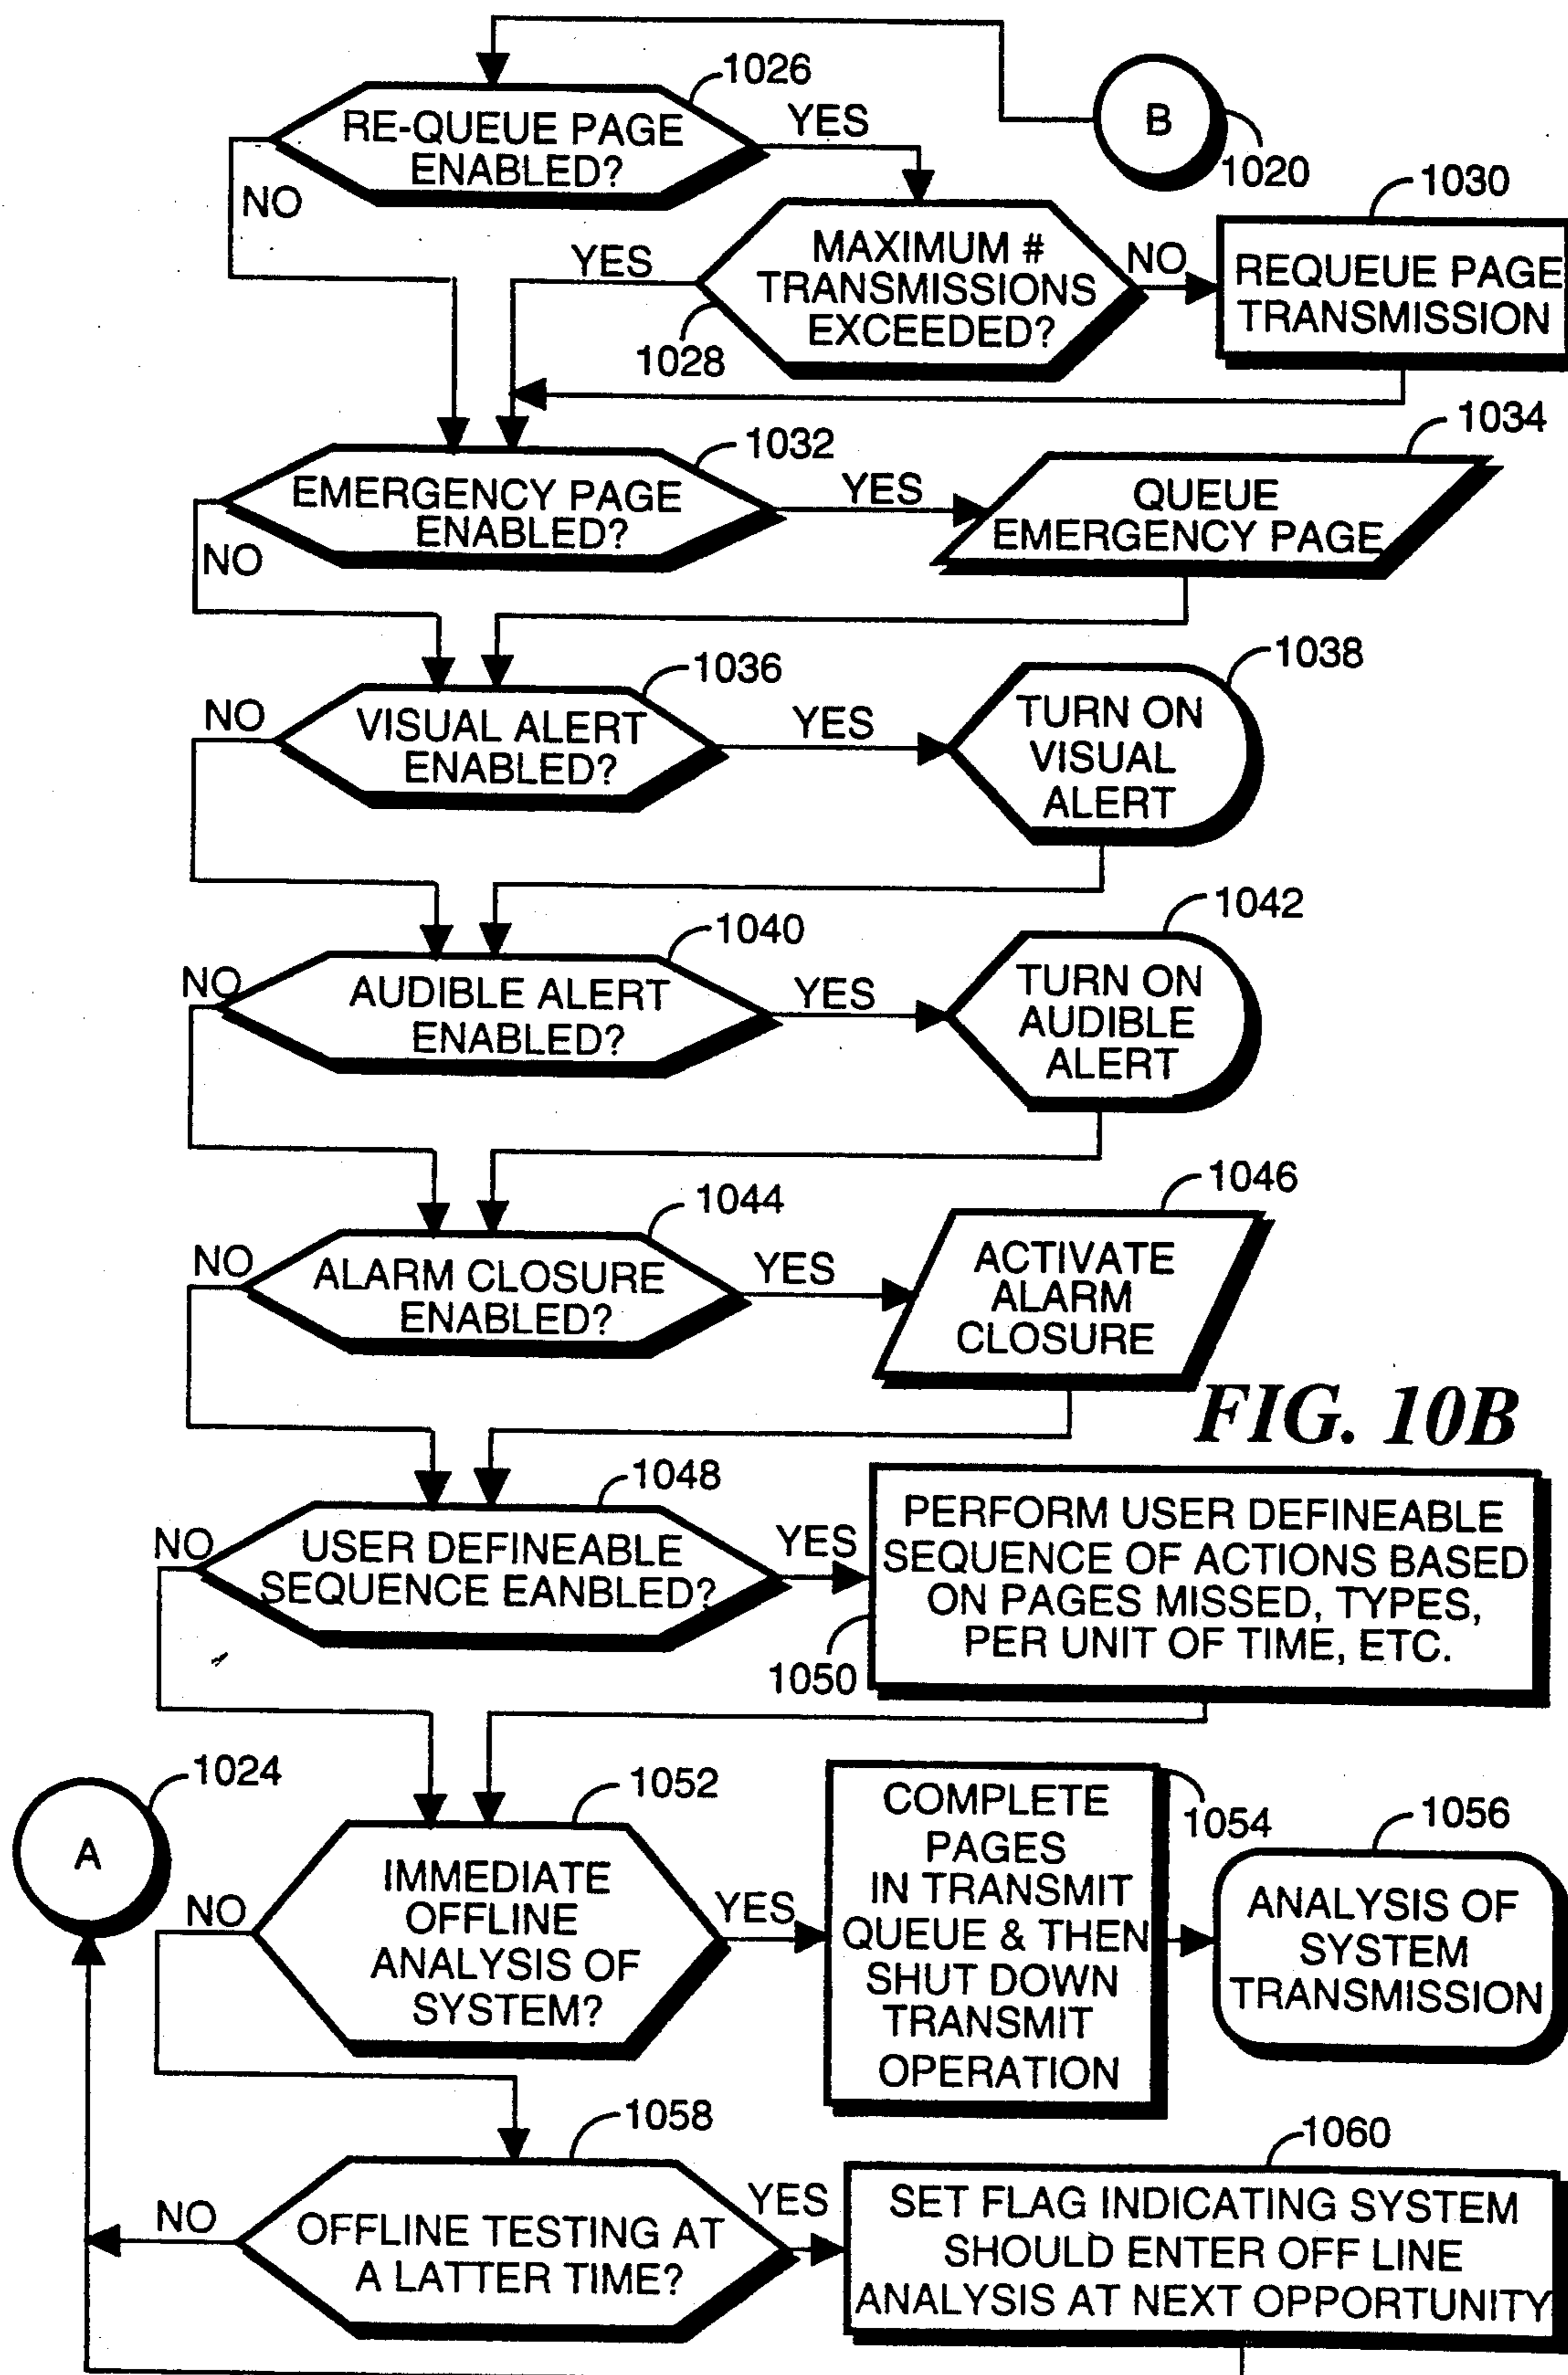 1026
RE-QUEUE PAGE
ENABLED?
YES
B
1020
NO
1030
MAXIMUM #
TRANSMISSIONS
EXCEEDED?
YES
NO
1028
REQUEUE PAGE
TRANSMISSION
1032
EMERGENCY PAGE
ENABLED?
YES
NO
1034
QUEUE
EMERGENCY PAGE
1036
NO
VISUAL ALERT
ENABLED?
YES
1038
TURN ON
VISUAL
ALERT
1040
NO
AUDIBLE ALERT
ENABLED?
YES
1042
TURN ON
AUDIBLE
ALERT
1044
NO
ALARM CLOSURE
ENABLED?
YES
1046
ACTIVATE
ALARM
CLOSURE
FIG. 10B
1048
NO
USER DEFINEABLE
SEQUENCE EANBLED?
YES
PERFORM USER DEFINEABLE
SEQUENCE OF ACTIONS BASED
ON PAGES MISSED, TYPES,
PER UNIT OF TIME, ETC.
1050
1024
A
1052
NO
IMMEDIATE
OFFLINE
ANALYSIS OF
SYSTEM?
YES
COMPLETE
PAGES
IN TRANSMIT
QUEUE & THEN
SHUT DOWN
TRANSMIT
OPERATION
1054
1056
ANALYSIS OF
SYSTEM
TRANSMISSION
1058
NO
OFFLINE TESTING AT
A LATTER TIME?
YES
1060
SET FLAG INDICATING SYSTEM
SHOULD ENTER OFF LINE
ANALYSIS AT NEXT OPPORTUNITY